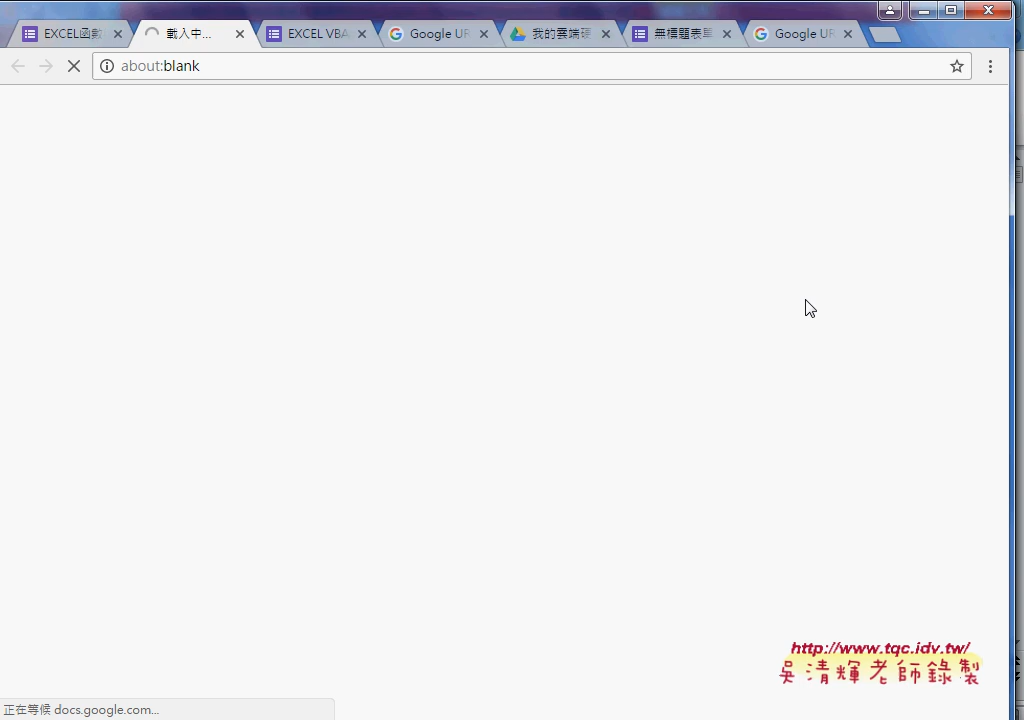 EXCEL函數
載入中...
EXCEL VBA
Google UR
我的雲端硬
無標題表單
Google UR
about:blank
http://www.tqc.idv.tw/
吳清輝老師錄製
正在等候 docs.google.com...